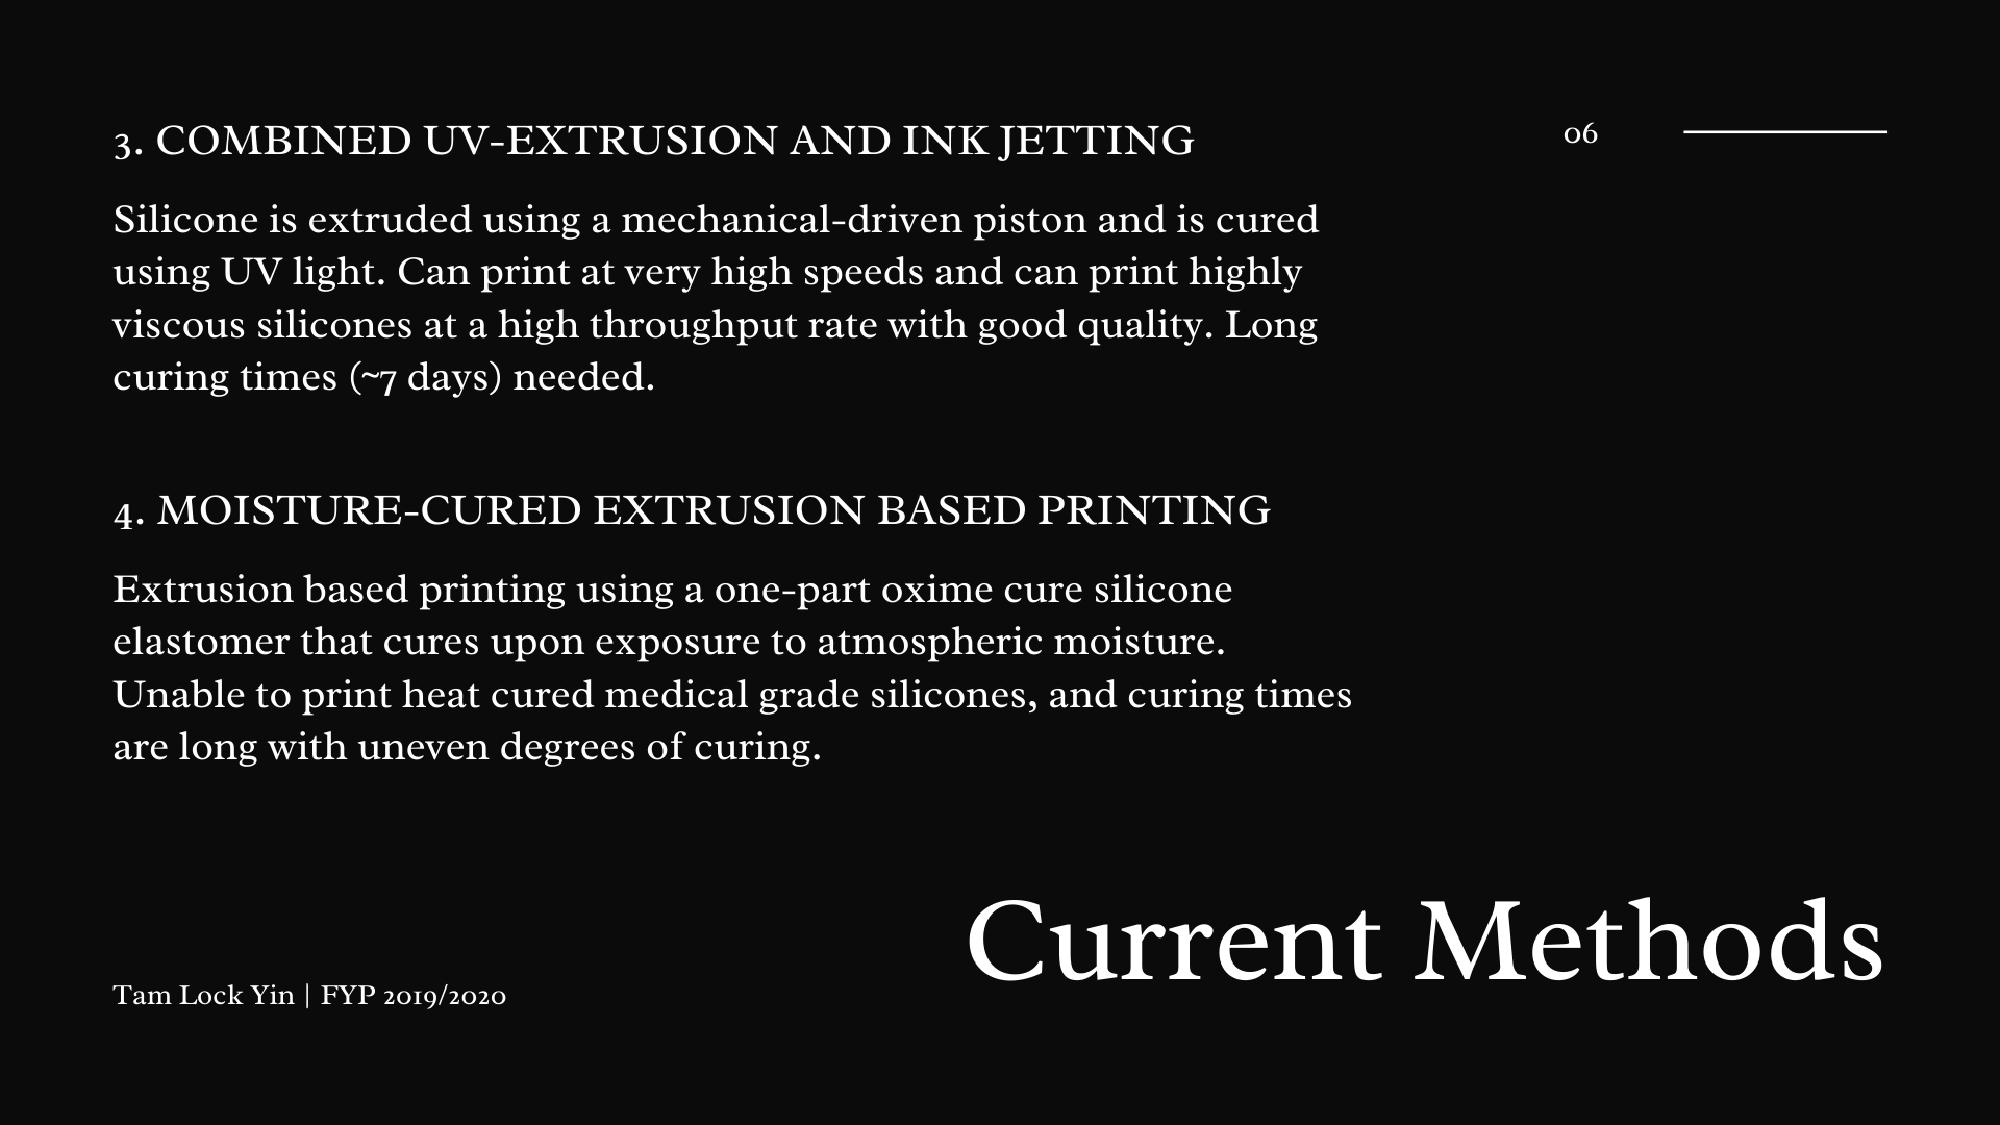 3. COMBINED UV-EXTRUSION AND INK JETTING
06
Silicone is extruded using a mechanical-driven piston and is cured
using UV light. Can print at very high speeds and can print highly
viscous silicones at a high throughput rate with good quality. Long
curing times (~7 days) needed.
4. MOISTURE-CURED EXTRUSION BASED PRINTING
Extrusion based printing using a one-part oxime cure silicone
elastomer that cures upon exposure to atmospheric moisture.
Unable to print heat cured medical grade silicones, and curing times
are long with uneven degrees of curing.
Current Methods
Tam Lock Yin | FYP 2019/2020